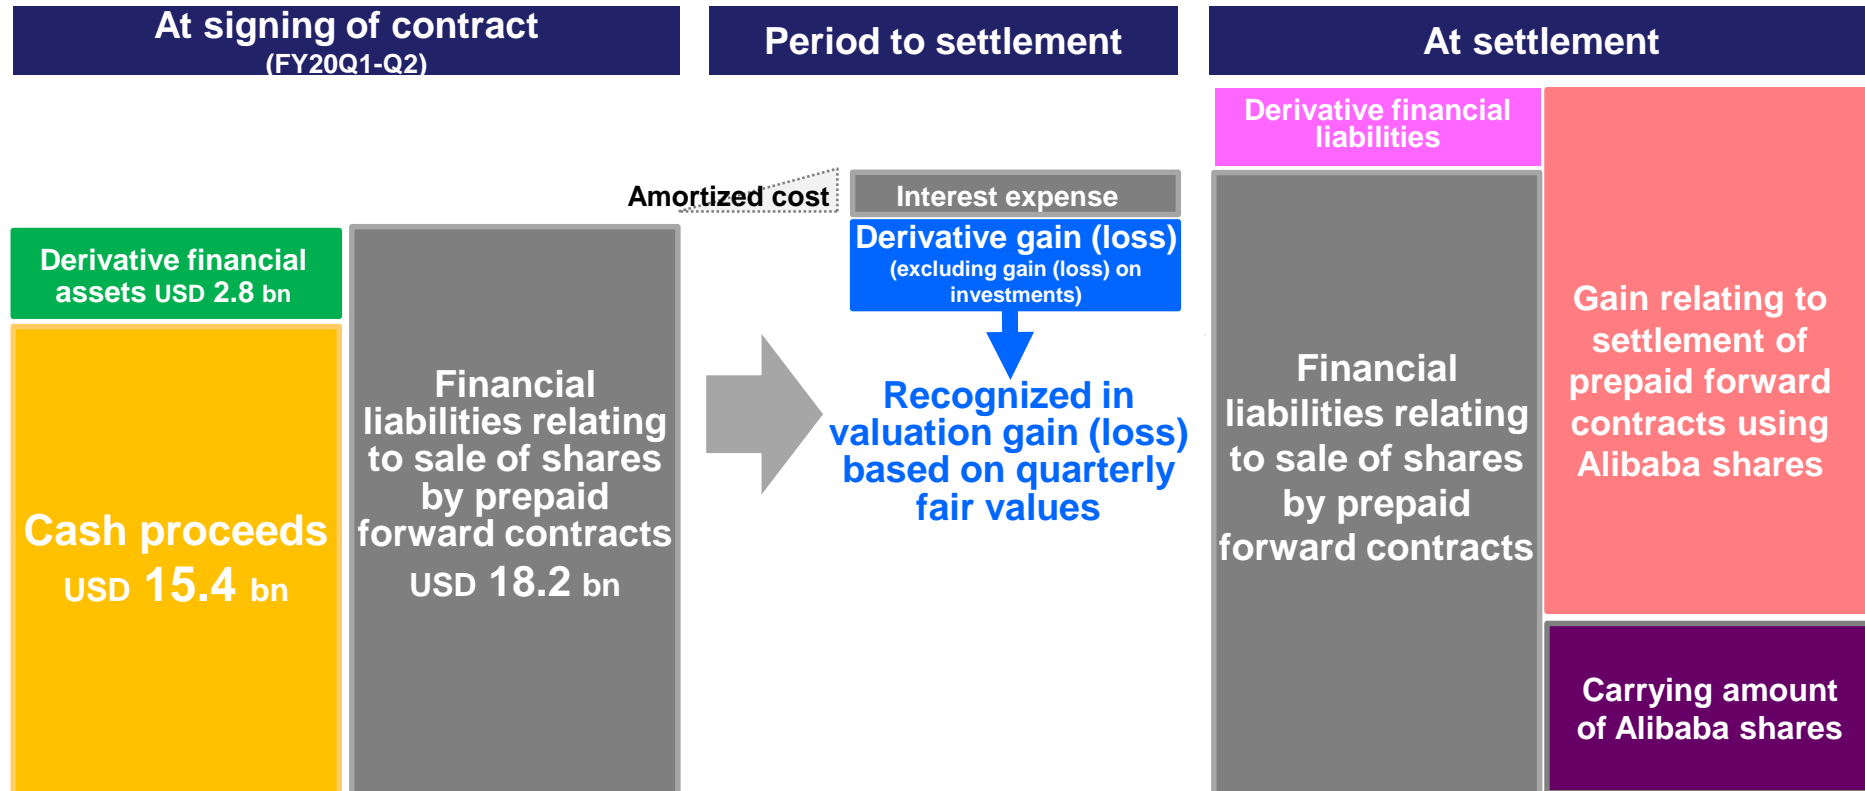 At signing of contract
(FY20Q1-Q2)
Period to settlement
At settlement
Derivative financial
assets USD 2.8 bn
Cash proceeds
USD 15.4 bn
Financial
liabilities relating
to sale of shares
by prepaid
forward contracts
USD 18.2 bn
Amortized cost
Interest expense
Derivative gain (loss)
(excluding gain (loss) on
investments)
Recognized in
valuation gain (loss)
based on quarterly
fair values
Derivative financial
liabilities
Financial
liabilities relating
to sale of shares
by prepaid
forward contracts
Gain relating to
settlement of
prepaid forward
contracts using
Alibaba shares
Carrying amount
of Alibaba shares